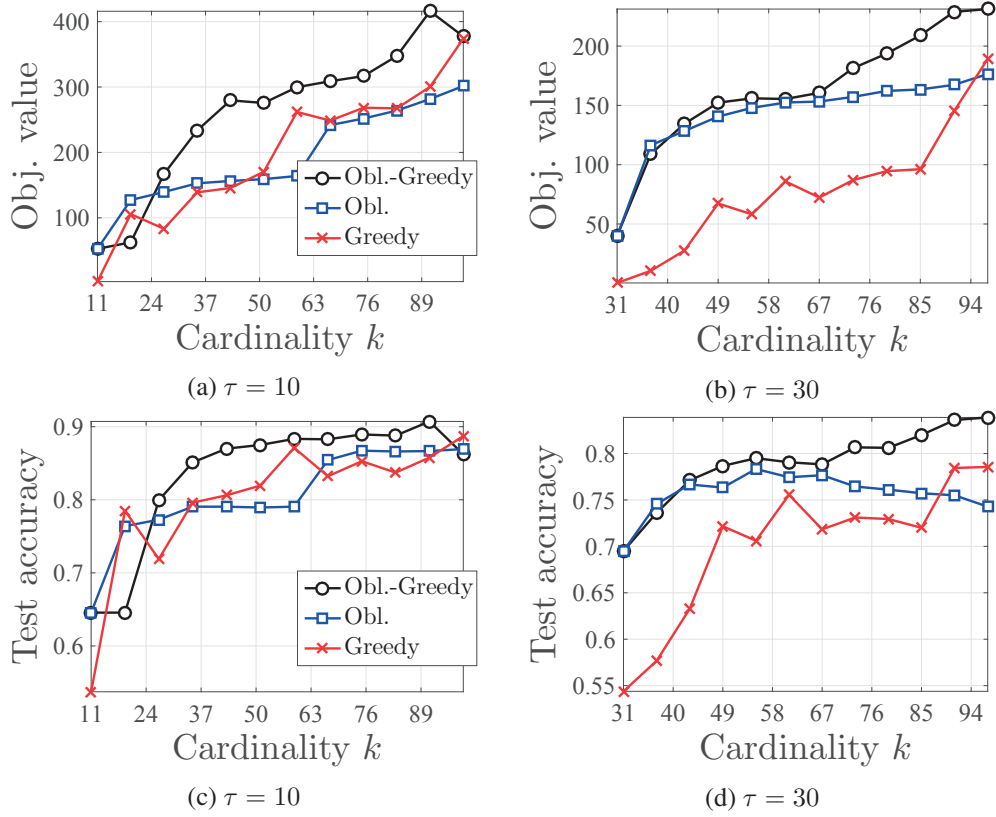 400
300
200
100
Obj. value
Obl.-Greedy
Obl.
Greedy
11 24 37 50 63 76 89
Cardinality k
(a) τ = 10
200
150
100
50
Obj. value
31 40 49 58 67 76 85 94
Cardinality k
(b) τ = 30
0.9
0.8
0.7
0.6
Test accuracy
Obl.-Greedy
Obl.
Greedy
11 24 37 50 63 76 89
Cardinality k
(c) τ = 10
0.8
0.75
0.7
0.65
0.6
0.55
Test accuracy
31 40 49 58 67 76 85 94
Cardinality k
(d) τ = 30